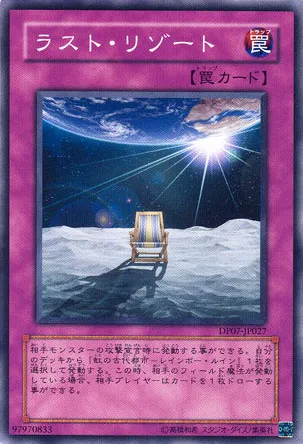 ラスト・リゾート
トラップ
罠
トラップ
【罠カード】
DP07-JP027
相手モンスターの攻撃宣言時に発動する事ができる。自分
のデッキから「虹の古代都市－レインボー・ルイン」１枚を
選択して発動する。この時、相手のフィールド魔法が発動
している場合、相手プレイヤーはカードを１枚ドローする
事ができる。
97970833
©高橋和希 スタジオ・ダイス/集英社